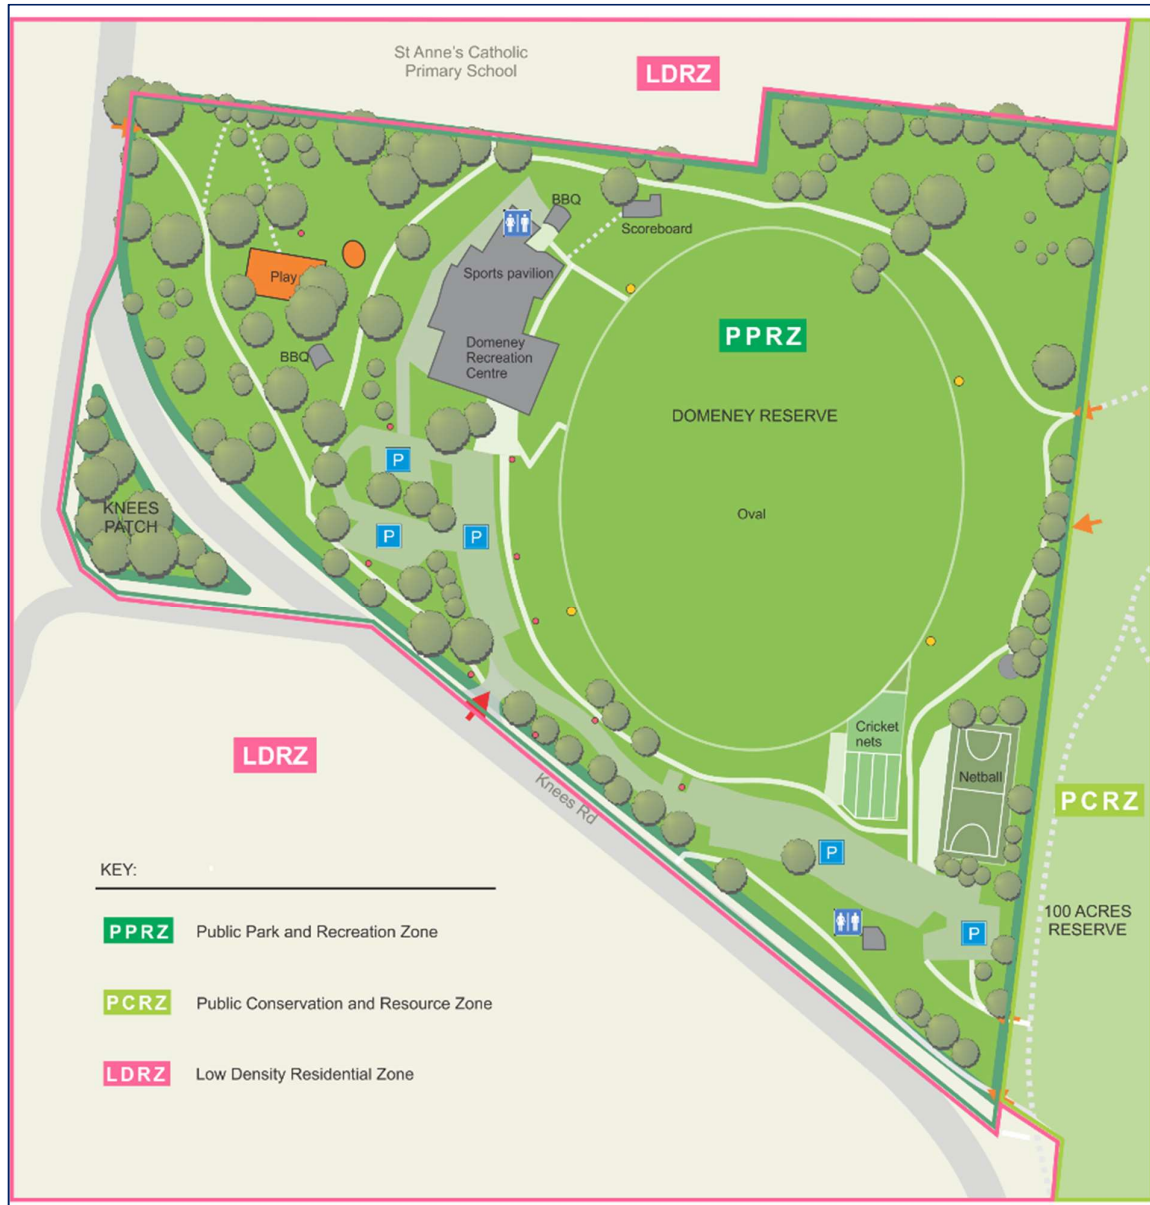 St Anne's Catholic
Primary School
LDRZ
BBQ
Scoreboard
Sports pavilion
Play
PPRZ
Domeney
Recreation
Centre
BBQ
DOMENEY RESERVE
P
KNEES
PATCH
Oval
P
P
Cricket
nets
LDRZ
Netball
Knees Rd
PCRZ
P
KEY:
100 ACRES
RESERVE
PPRZ Public Park and Recreation Zone
P
PCRZ Public Conservation and Resource Zone
LDRZ Low Density Residential Zone